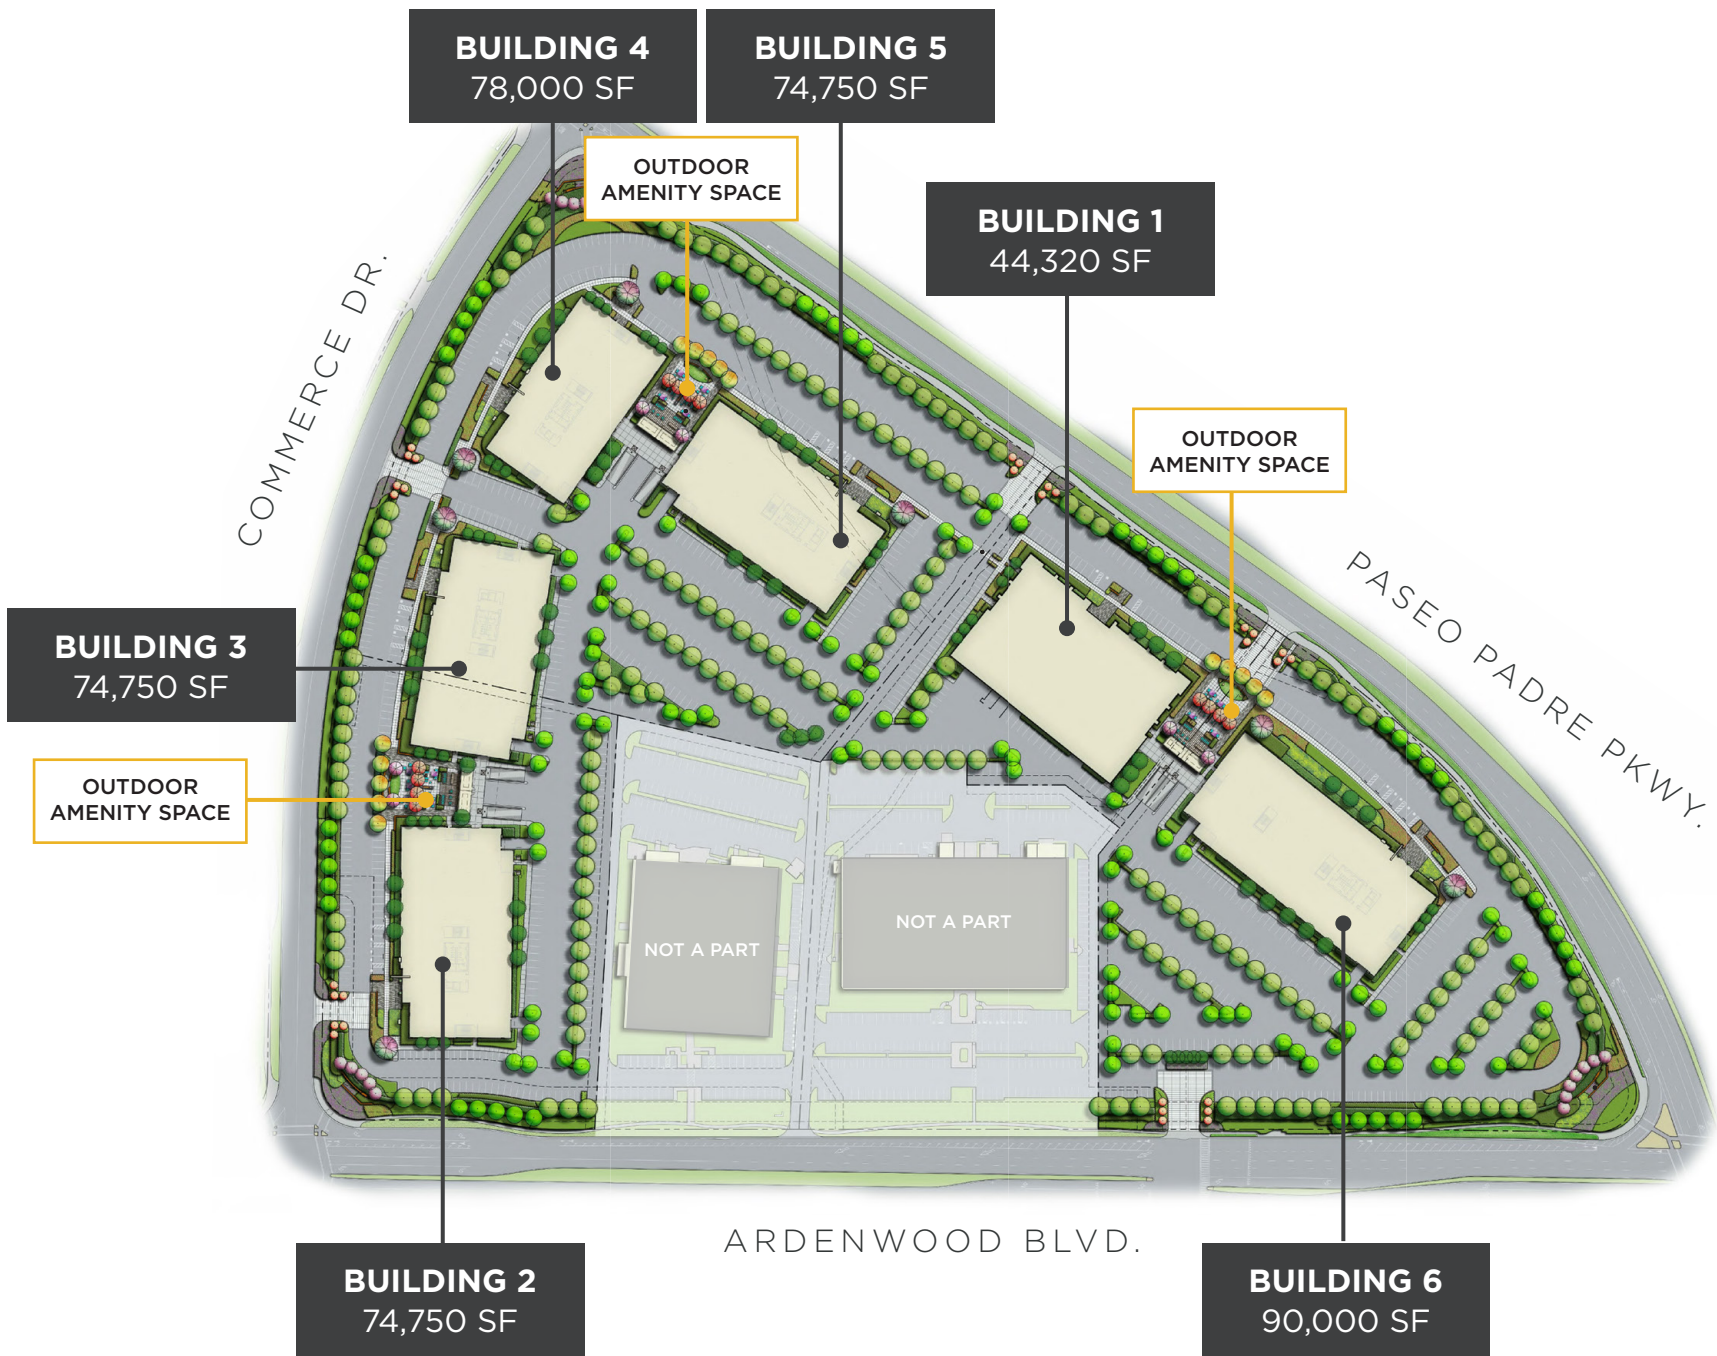 BUILDING 4
78,000 SF
BUILDING 5
74,750 SF
OUTDOOR
AMENITY SPACE
BUILDING 1
44,320 SF
COMMERCE DR.
OUTDOOR
AMENITY SPACE
PASEO PADRE PKWY.
BUILDING 3
74,750 SF
OUTDOOR
AMENITY SPACE
NOT A PART
NOT A PART
ARDENWOOD BLVD.
BUILDING 2
74,750 SF
BUILDING 6
90,000 SF